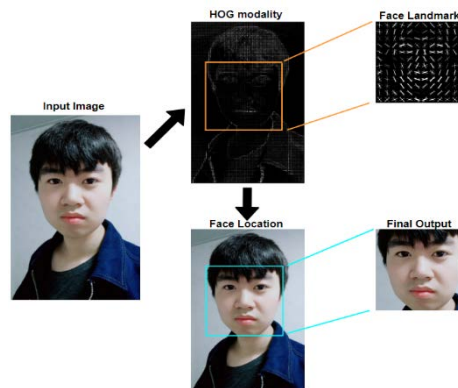 HOG modality
Face Landmark
Input Image
Face Location
Final Output